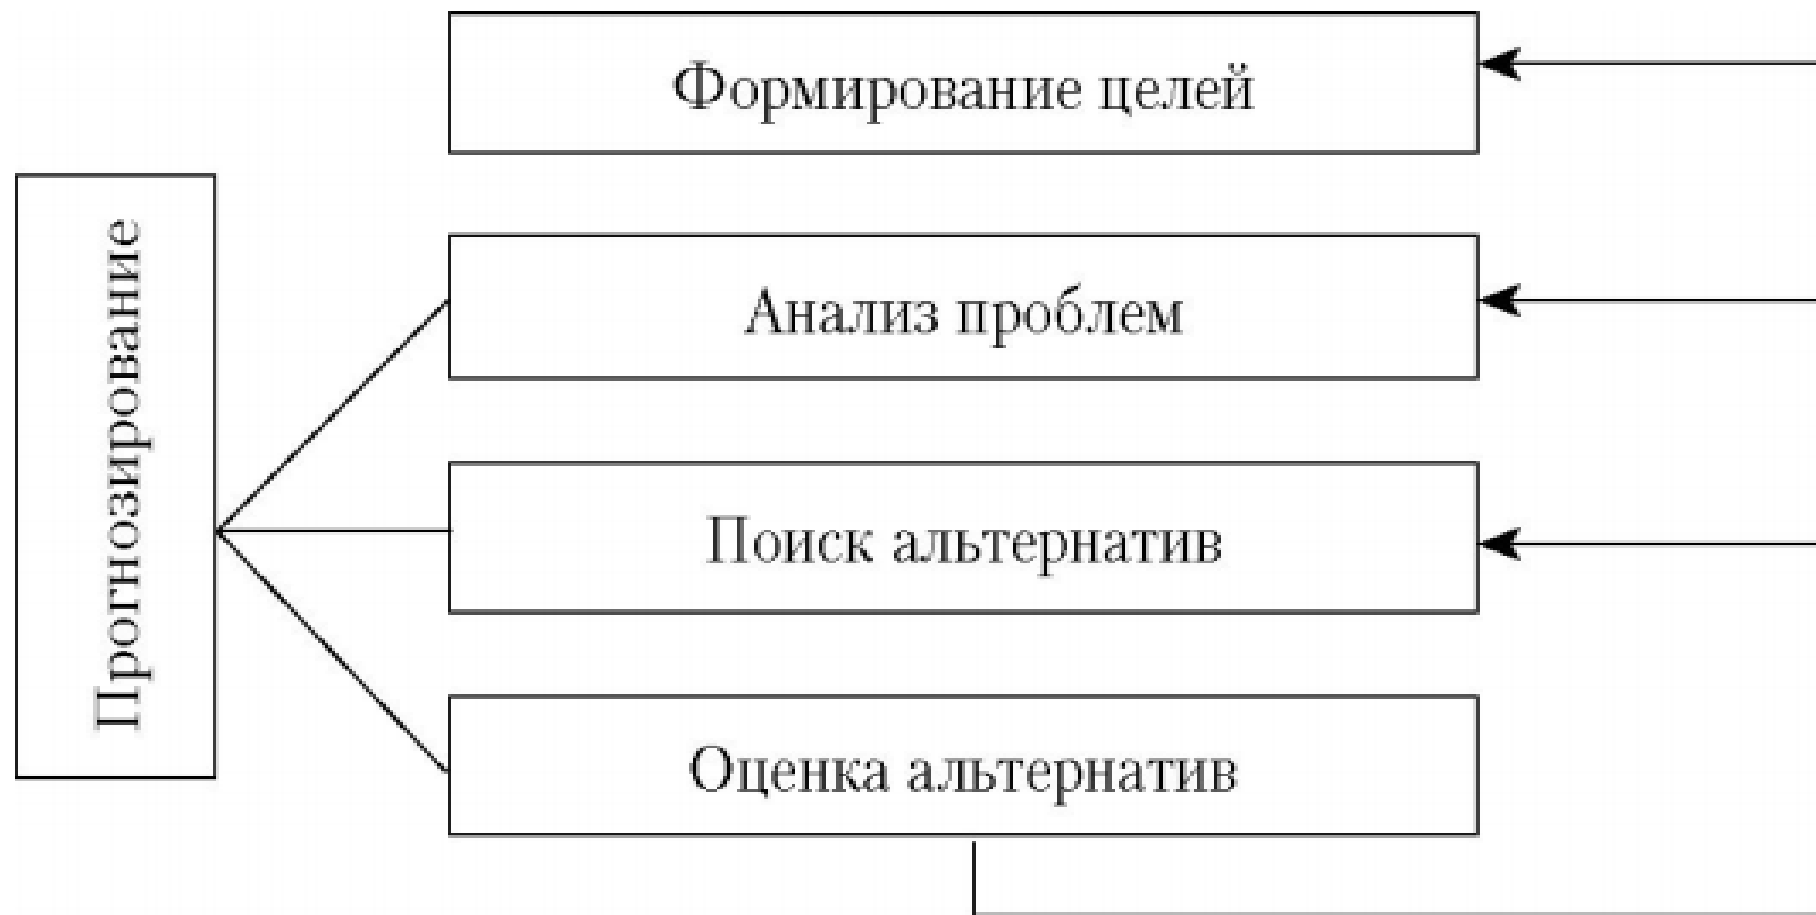 Формирование целей
Прогнозирование
Анализ проблем
Поиск альтернатив
Оценка альтернатив